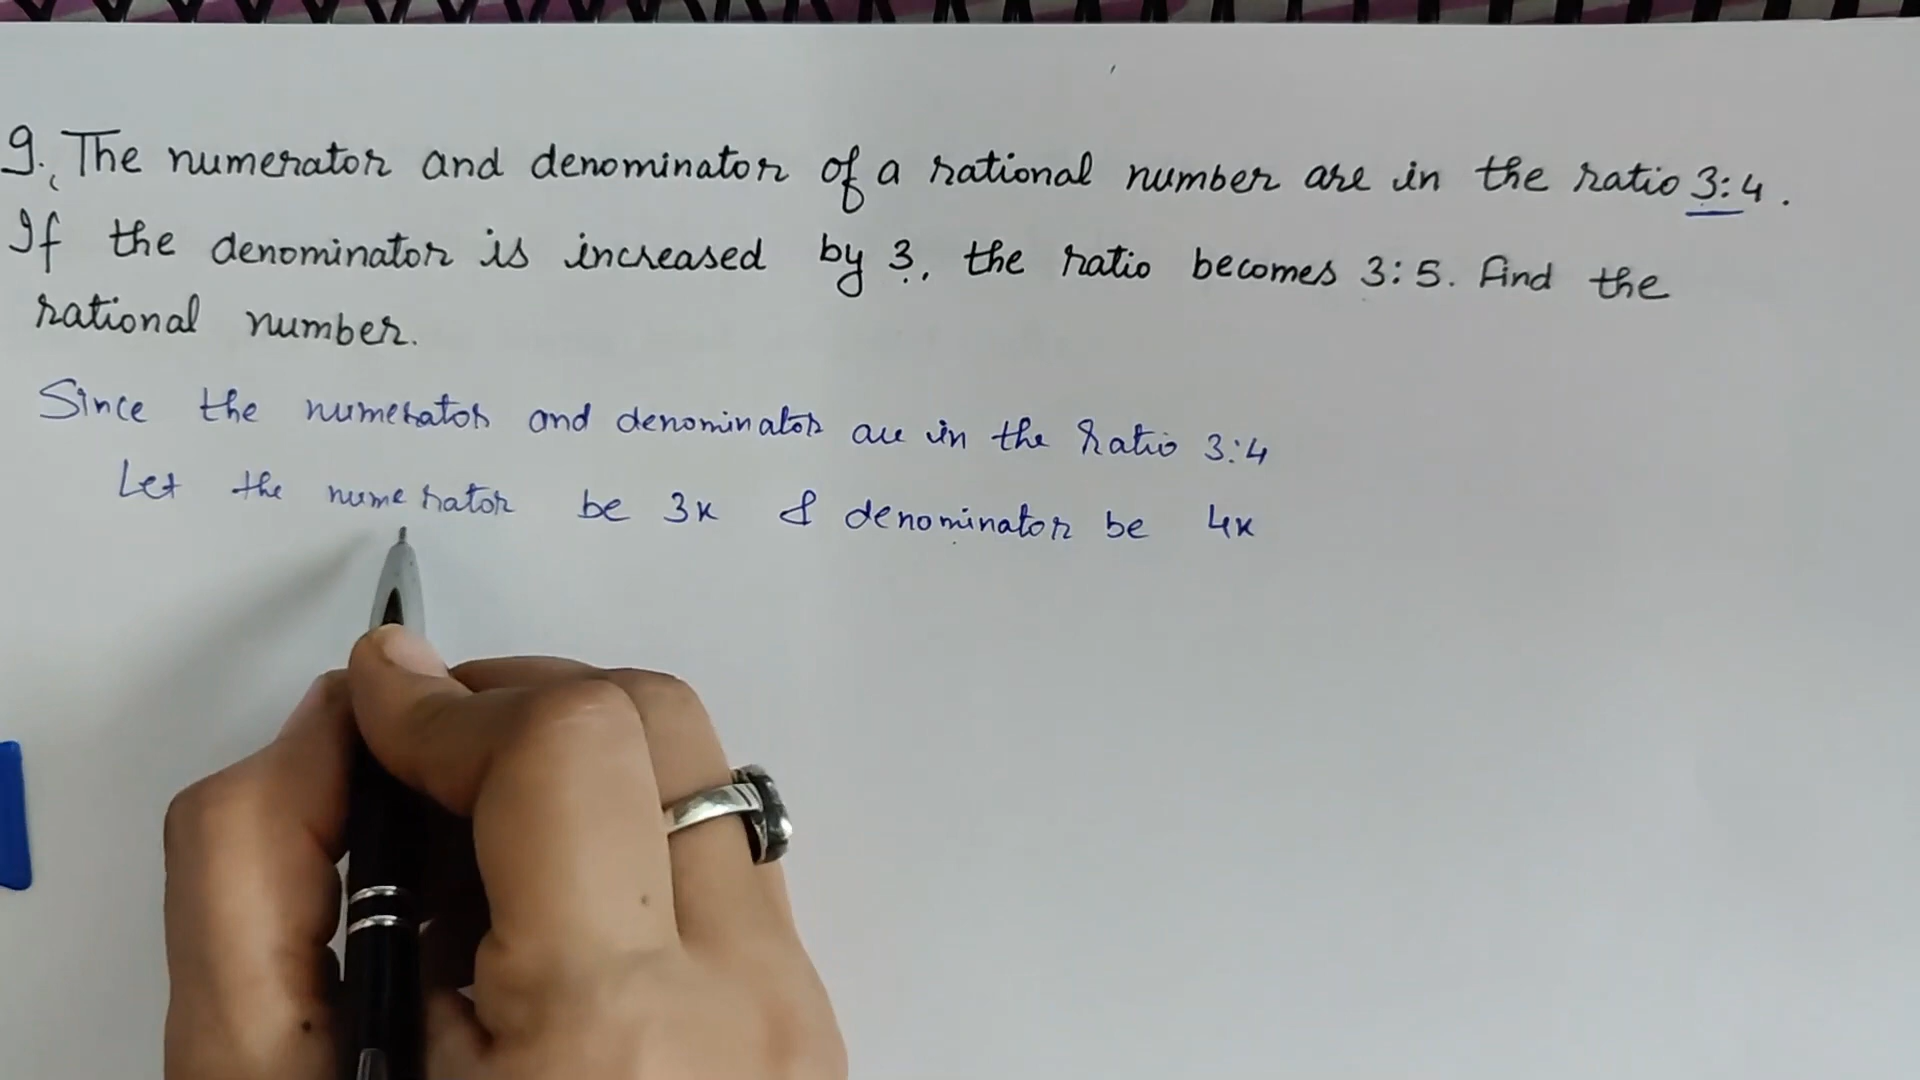 9. The numerator and denominator of a rational number are in the ratio 3:4.
If the denominator is increased by 3, the ratio becomes 3:5. Find the
rational number.
Since the numerator and denominator are in the ratio 3:4
Let the numerator be 3x & denominator be 4x